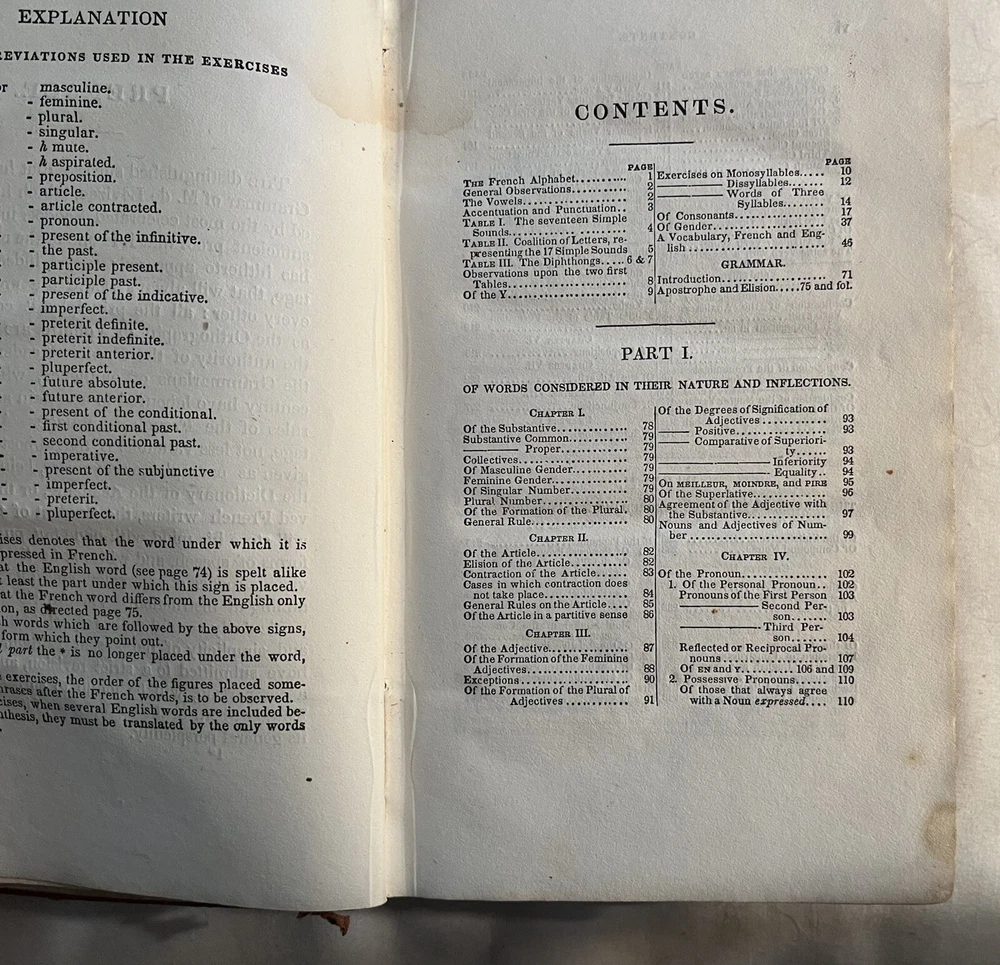 EXPLANATION
EVIATIONS USED IN THE EXERCISES
masculine.
- feminine.
- plural.
- singular.
- h mute.
- h aspirated.
- preposition.
- article.
- article contracted.
- pronoun.
- present of the infinitive.
- the past.
- participle present.
- participle past.
- present of the indicative.
- imperfect.
- preterit definite.
- preterit indefinite.
- preterit anterior.
- pluperfect.
- future absolute.
- future anterior.
- present of the conditional.
- first conditional past.
- second conditional past.
- imperative.
- present of the subjunctive
- imperfect.
- preterit.
- pluperfect.
ises denotes that the word under which it is
pressed in French.
at the English word (see page 74) is spelt alike
t least the part under which this sign is placed.
at the French word differs from the English only
on, as directed page 75.
h words which are followed by the above signs,
form which they point out.
part the * is no longer placed under the word,
exercises, the order of the figures placed some-
hrases after the French words, is to be observed.
cises, when several English words are included be-
nthesis, they must be translated by the only words
CONTENTS.
PAGE
THE French Alphabet.......... 1
General Observations.......... 2
The Vowels.................... 2
Accentuation and Punctuation.. 3
TABLE I. The seventeen Simple
Sounds..................... 4
TABLE II. Coalition of Letters, re-
presenting the 17 Simple Sounds 5
TABLE III. The Diphthongs....6 & 7
Observations upon the two first
Tables..................... 8
Of the Y...................... 9
PAGE
Exercises on Monosyllables..... 10
———— Dissyllables....... 12
———— Words of Three
Syllables........ 14
Of Consonants................. 17
Of Gender..................... 37
A Vocabulary, French and Eng-
lish ....................... 46
GRAMMAR.
Introduction.................. 71
Apostrophe and Elision.....75 and fol.
PART I.
OF WORDS CONSIDERED IN THEIR NATURE AND INFLECTIONS.
CHAPTER I.
Of the Substantive............ 78
Substantive Common............ 79
———— Proper............ 79
Collectives................... 79
Of Masculine Gender........... 79
Feminine Gender............... 79
Of Singular Number............ 79
Plural Number................. 80
Of the Formation of the Plural. 80
General Rule.................. 80
CHAPTER II.
Of the Article................ 82
Elision of the Article........ 82
Contraction of the Article.... 83
Cases in which contraction does
not take place............. 84
General Rules on the Article.... 85
Of the Article in a partitive sense 86
CHAPTER III.
Of the Adjective.............. 87
Of the Formation of the Feminine
Adjectives................. 88
Exceptions.................... 90
Of the Formation of the Plural of
Adjectives ............ 91
Of the Degrees of Signification of
Adjectives ............ 93
—— Positive............... 93
—— Comparative of Superiori-
ty...... 93
———————— Inferiority 94
———————— Equality.. 94
On MEILLEUR, MOINDRE, and PIRE 95
Of the Superlative............ 96
Agreement of the Adjective with
the Substantive............ 97
Nouns and Adjectives of Num-
ber ....................... 99
CHAPTER IV.
Of the Pronoun................ 102
1. Of the Personal Pronoun.. 102
Pronouns of the First Person 103
———— Second Per-
son....... 103
———— Third Per-
son....... 104
Reflected or Reciprocal Pro-
nouns................... 107
Of EN and Y........106 and 109
2. Possessive Pronouns...... 110
Of those that always agree
with a Noun expressed.... 110